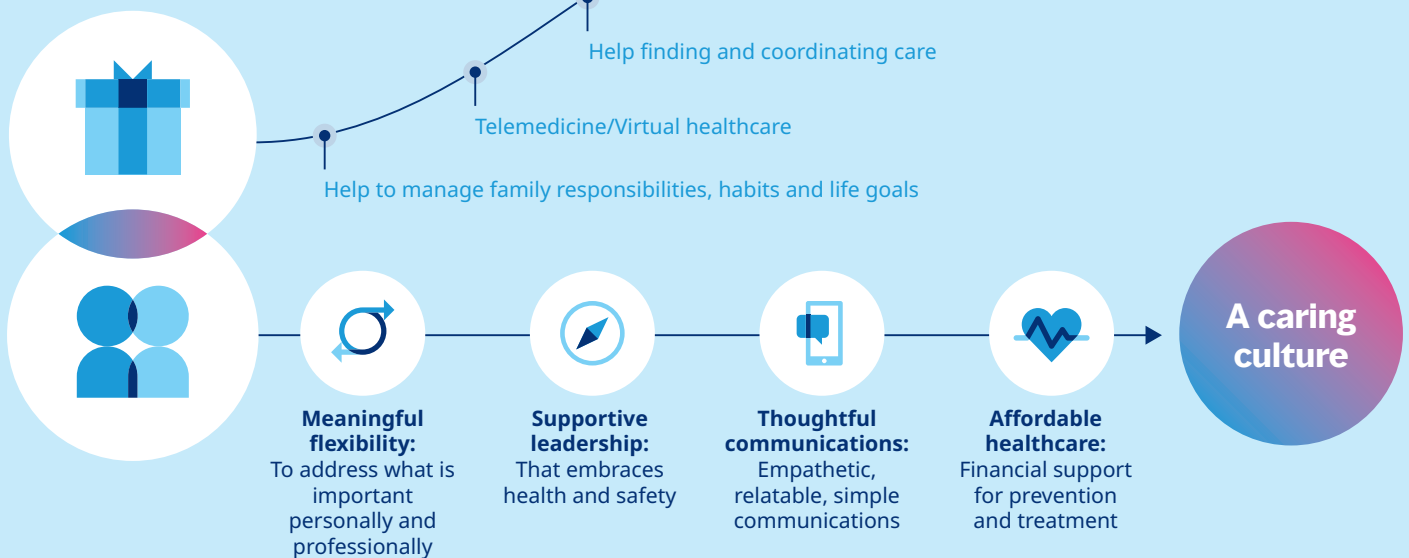 Help finding and coordinating care
Telemedicine/Virtual healthcare
Help to manage family responsibilities, habits and life goals
A caring
culture
Meaningful
flexibility:
To address what is
important
personally and
professionally
Supportive
leadership:
That embraces
health and safety
Thoughtful
communications:
Empathetic,
relatable, simple
communications
Affordable
healthcare:
Financial support
for prevention
and treatment